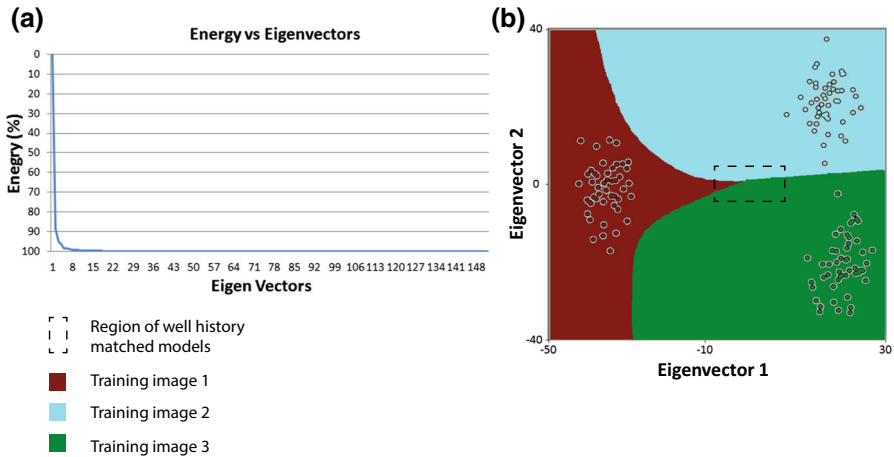 (a)
Energy vs Eigenvectors
0
10
20
30
40
50
60
70
80
90
100
Enegry (%)
1 8 15 22 29 36 43 50 57 64 71 78 85 92 99 106 113 120 127 134 141 148
Eigen Vectors
Region of well history
matched models
Training image 1
Training image 2
Training image 3
(b)
40
0
-40
Eigenvector 2
-50 -10 30
Eigenvector 1